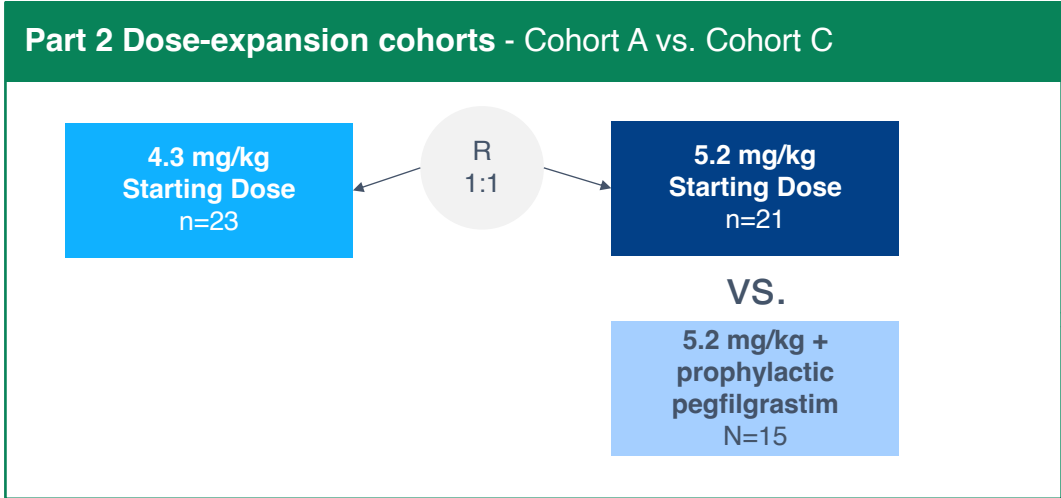 Part 2 Dose-expansion cohorts - Cohort A vs. Cohort C
4.3 mg/kg
Starting Dose
n=23
R
1:1
5.2 mg/kg
Starting Dose
n=21
vs.
5.2 mg/kg +
prophylactic
pegfilgrastim
N=15